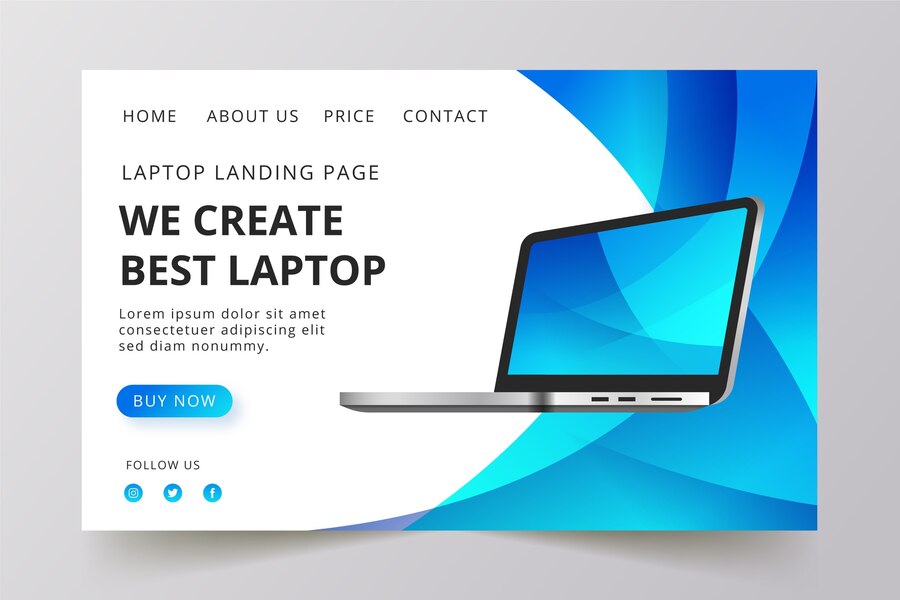 HOME ABOUT US PRICE CONTACT
LAPTOP LANDING PAGE
WE CREATE
BEST LAPTOP
Lorem ipsum dolor sit amet
consectetuer adipiscing elit
sed diam nonummy.
BUY NOW
FOLLOW US